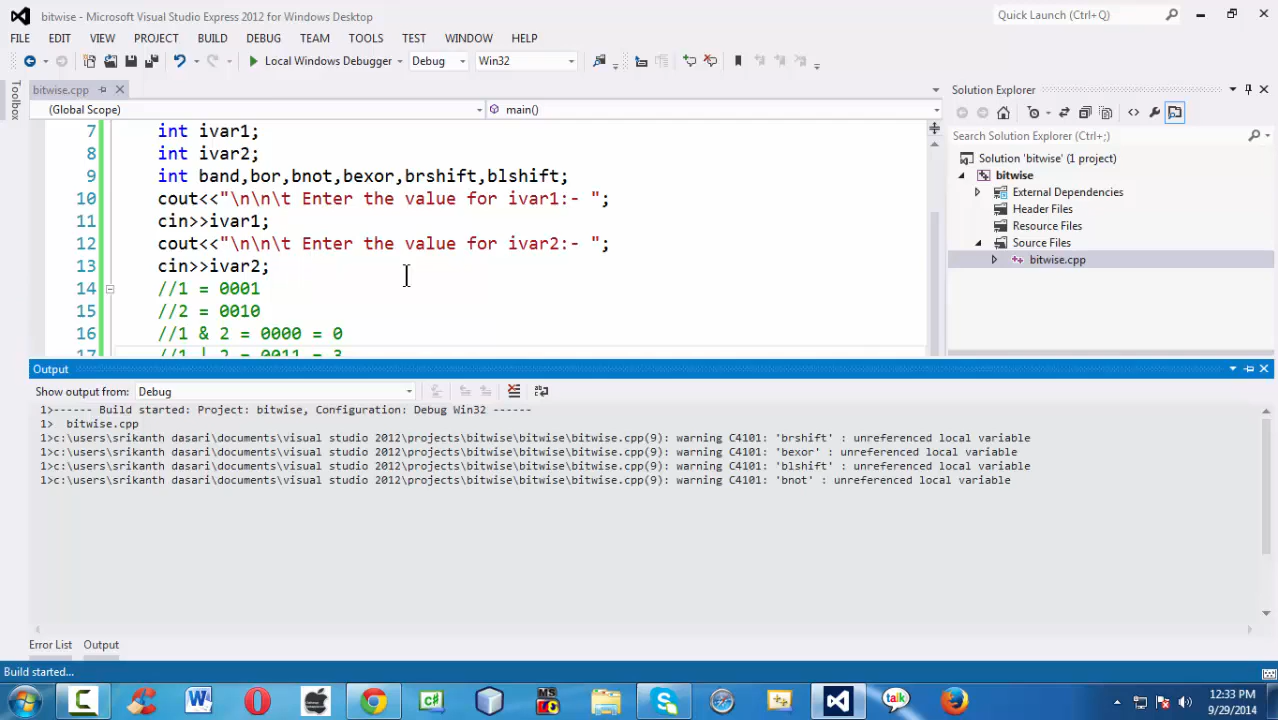 bitwise - Microsoft Visual Studio Express 2012 for Windows Desktop
Quick Launch (Ctrl+Q)
FILE EDIT VIEW PROJECT BUILD DEBUG TEAM TOOLS TEST WINDOW HELP
Local Windows Debugger Debug Win32
Toolbox
bitwise.cpp
(Global Scope) main()
7 int ivar1;
8 int ivar2;
9 int band,bor,bnot,bexor,brshift,blshift;
10 cout<<"\n\n\t Enter the value for ivar1:- ";
11 cin>>ivar1;
12 cout<<"\n\n\t Enter the value for ivar2:- ";
13 cin>>ivar2;
14 //1 = 0001
15 //2 = 0010
16 //1 & 2 = 0000 = 0
17 //1 | 2 = 0011 = 3
Solution Explorer
Search Solution Explorer (Ctrl+;)
Solution 'bitwise' (1 project)
bitwise
External Dependencies
Header Files
Resource Files
Source Files
bitwise.cpp
Output
Show output from: Debug
1>------ Build started: Project: bitwise, Configuration: Debug Win32 ------
1> bitwise.cpp
1>c:\users\srikanth dasari\documents\visual studio 2012\projects\bitwise\bitwise\bitwise.cpp(9): warning C4101: 'brshift' : unreferenced local variable
1>c:\users\srikanth dasari\documents\visual studio 2012\projects\bitwise\bitwise\bitwise.cpp(9): warning C4101: 'bexor' : unreferenced local variable
1>c:\users\srikanth dasari\documents\visual studio 2012\projects\bitwise\bitwise\bitwise.cpp(9): warning C4101: 'blshift' : unreferenced local variable
1>c:\users\srikanth dasari\documents\visual studio 2012\projects\bitwise\bitwise\bitwise.cpp(9): warning C4101: 'bnot' : unreferenced local variable
Error List Output
Build started...
C C# MS talk
12:33 PM
9/29/2014